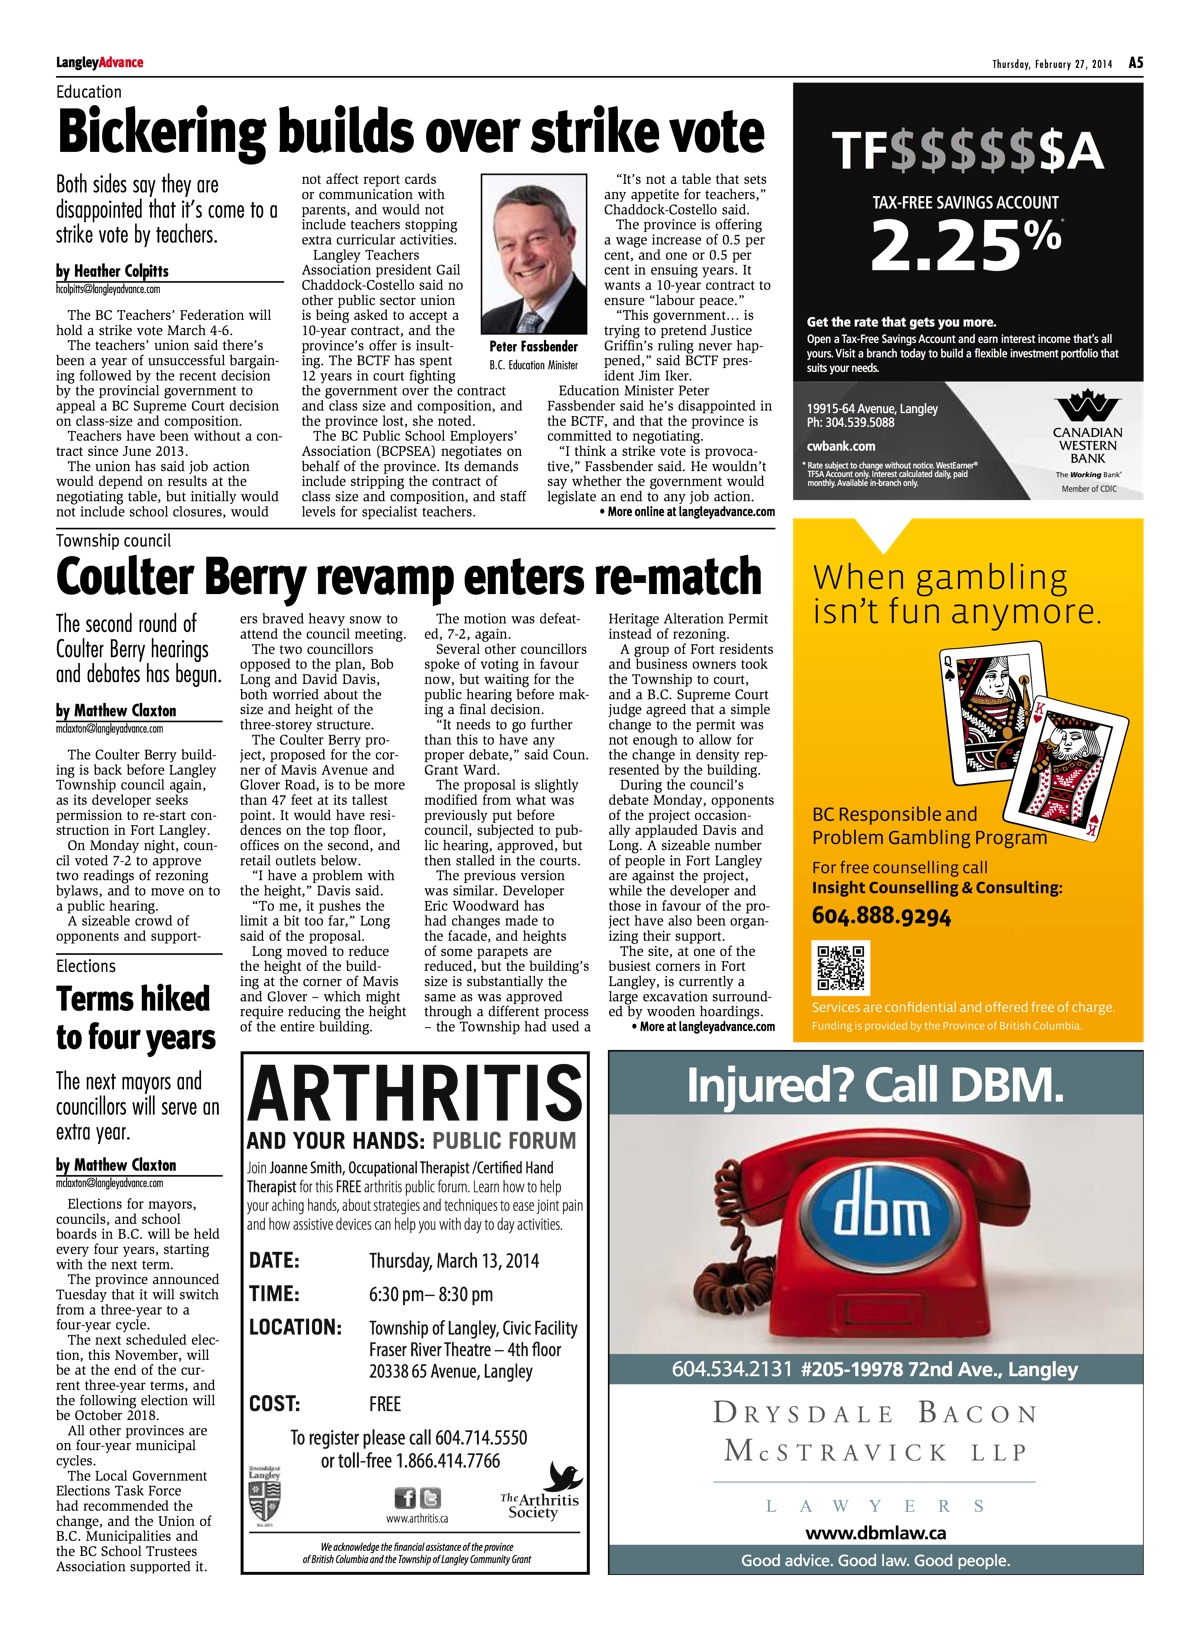 LangleyAdvance
Thursday, February 27, 2014 A5
Education
Bickering builds over strike vote
Both sides say they are
disappointed that it's come to a
strike vote by teachers.
by Heather Colpitts
hcolpitts@langleyadvance.com
The BC Teachers' Federation will
hold a strike vote March 4-6.
The teachers' union said there's
been a year of unsuccessful bargain-
ing followed by the recent decision
by the provincial government to
appeal a BC Supreme Court decision
on class-size and composition.
Teachers have been without a con-
tract since June 2013.
The union has said job action
would depend on results at the
negotiating table, but initially would
not include school closures, would
not affect report cards
or communication with
parents, and would not
include teachers stopping
extra curricular activities.
Langley Teachers
Association president Gail
Chaddock-Costello said no
other public sector union
is being asked to accept a
10-year contract, and the
province's offer is insult-
ing. The BCTF has spent
12 years in court fighting
the government over the contract
and class size and composition, and
the province lost, she noted.
The BC Public School Employers'
Association (BCPSEA) negotiates on
behalf of the province. Its demands
include stripping the contract of
class size and composition, and staff
levels for specialist teachers.
Peter Fassbender
B.C. Education Minister
"It's not a table that sets
any appetite for teachers,"
Chaddock-Costello said.
The province is offering
a wage increase of 0.5 per
cent, and one or 0.5 per
cent in ensuing years. It
wants a 10-year contract to
ensure "labour peace."
"This government… is
trying to pretend Justice
Griffin's ruling never hap-
pened," said BCTF pres-
ident Jim Iker.
Education Minister Peter
Fassbender said he's disappointed in
the BCTF, and that the province is
committed to negotiating.
"I think a strike vote is provoca-
tive," Fassbender said. He wouldn't
say whether the government would
legislate an end to any job action.
• More online at langleyadvance.com
Township council
Coulter Berry revamp enters re-match
The second round of
Coulter Berry hearings
and debates has begun.
by Matthew Claxton
mclaxton@langleyadvance.com
The Coulter Berry build-
ing is back before Langley
Township council again,
as its developer seeks
permission to re-start con-
struction in Fort Langley.
On Monday night, coun-
cil voted 7-2 to approve
two readings of rezoning
bylaws, and to move on to
a public hearing.
A sizeable crowd of
opponents and support-
ers braved heavy snow to
attend the council meeting.
The two councillors
opposed to the plan, Bob
Long and David Davis,
both worried about the
size and height of the
three-storey structure.
The Coulter Berry pro-
ject, proposed for the cor-
ner of Mavis Avenue and
Glover Road, is to be more
than 47 feet at its tallest
point. It would have resi-
dences on the top floor,
offices on the second, and
retail outlets below.
"I have a problem with
the height," Davis said.
"To me, it pushes the
limit a bit too far," Long
said of the proposal.
Long moved to reduce
the height of the build-
ing at the corner of Mavis
and Glover – which might
require reducing the height
of the entire building.
The motion was defeat-
ed, 7-2, again.
Several other councillors
spoke of voting in favour
now, but waiting for the
public hearing before mak-
ing a final decision.
"It needs to go further
than this to have any
proper debate," said Coun.
Grant Ward.
The proposal is slightly
modified from what was
previously put before
council, subjected to pub-
lic hearing, approved, but
then stalled in the courts.
The previous version
was similar. Developer
Eric Woodward has
had changes made to
the facade, and heights
of some parapets are
reduced, but the building's
size is substantially the
same as was approved
through a different process
– the Township had used a
Heritage Alteration Permit
instead of rezoning.
A group of Fort residents
and business owners took
the Township to court,
and a B.C. Supreme Court
judge agreed that a simple
change to the permit was
not enough to allow for
the change in density rep-
resented by the building.
During the council's
debate Monday, opponents
of the project occasion-
ally applauded Davis and
Long. A sizeable number
of people in Fort Langley
are against the project,
while the developer and
those in favour of the pro-
ject have also been organ-
izing their support.
The site, at one of the
busiest corners in Fort
Langley, is currently a
large excavation surround-
ed by wooden hoardings.
• More at langleyadvance.com
Elections
Terms hiked
to four years
The next mayors and
councillors will serve an
extra year.
by Matthew Claxton
mclaxton@langleyadvance.com
Elections for mayors,
councils, and school
boards in B.C. will be held
every four years, starting
with the next term.
The province announced
Tuesday that it will switch
from a three-year to a
four-year cycle.
The next scheduled elec-
tion, this November, will
be at the end of the cur-
rent three-year terms, and
the following election will
be October 2018.
All other provinces are
on four-year municipal
cycles.
The Local Government
Elections Task Force
had recommended the
change, and the Union of
B.C. Municipalities and
the BC School Trustees
Association supported it.
ARTHRITIS
AND YOUR HANDS: PUBLIC FORUM
Join Joanne Smith, Occupational Therapist /Certified Hand
Therapist for this FREE arthritis public forum. Learn how to help
your aching hands, about strategies and techniques to ease joint pain
and how assistive devices can help you with day to day activities.
DATE: Thursday, March 13, 2014
TIME: 6:30 pm– 8:30 pm
LOCATION: Township of Langley, Civic Facility
Fraser River Theatre – 4th floor
20338 65 Avenue, Langley
COST: FREE
To register please call 604.714.5550
or toll-free 1.866.414.7766
Township of
Langley
www.arthritis.ca
The Arthritis
Society
We acknowledge the financial assistance of the province
of British Columbia and the Township of Langley Community Grant
TF$$$$$$A
TAX-FREE SAVINGS ACCOUNT
2.25%*
Get the rate that gets you more.
Open a Tax-Free Savings Account and earn interest income that's all
yours. Visit a branch today to build a flexible investment portfolio that
suits your needs.
19915-64 Avenue, Langley
Ph: 304.539.5088
cwbank.com
* Rate subject to change without notice. WestEarner®
TFSA Account only. Interest calculated daily, paid
monthly. Available in-branch only.
CANADIAN
WESTERN
BANK
The Working Bank®
Member of CDIC
When gambling
isn't fun anymore.
Q
K
K
BC Responsible and
Problem Gambling Program
For free counselling call
Insight Counselling & Consulting:
604.888.9294
Services are confidential and offered free of charge.
Funding is provided by the Province of British Columbia.
Injured? Call DBM.
dbm
604.534.2131 #205-19978 72nd Ave., Langley
DRYSDALE BACON
MCSTRAVICK LLP
LAWYERS
www.dbmlaw.ca
Good advice. Good law. Good people.